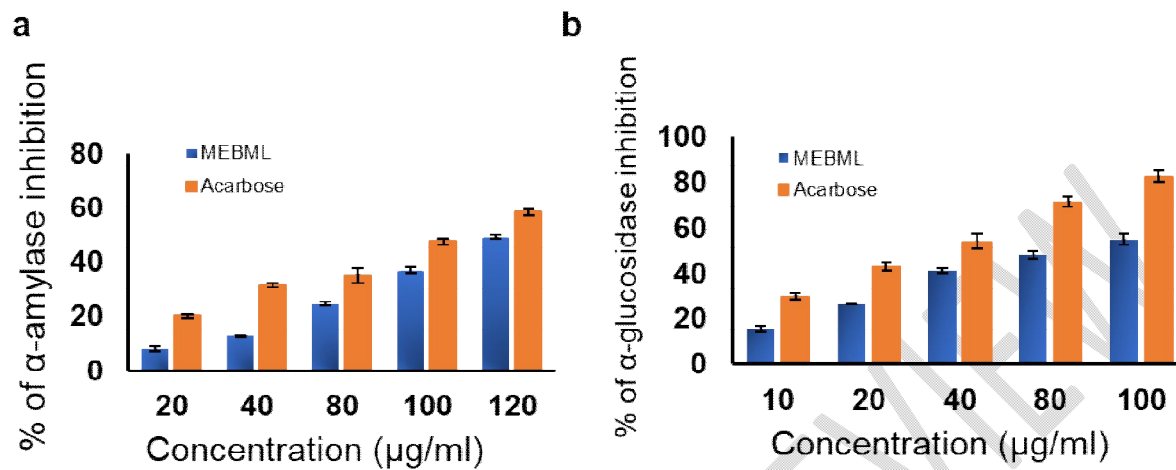 a
% of α-amylase inhibition
80
60
40
20
0
MEBML
Acarbose
20 40 80 100 120
Concentration (µg/ml)
b
% of α-glucosidase inhibition
100
80
60
40
20
0
MEBML
Acarbose
10 20 40 80 100
Concentration (µg/ml)